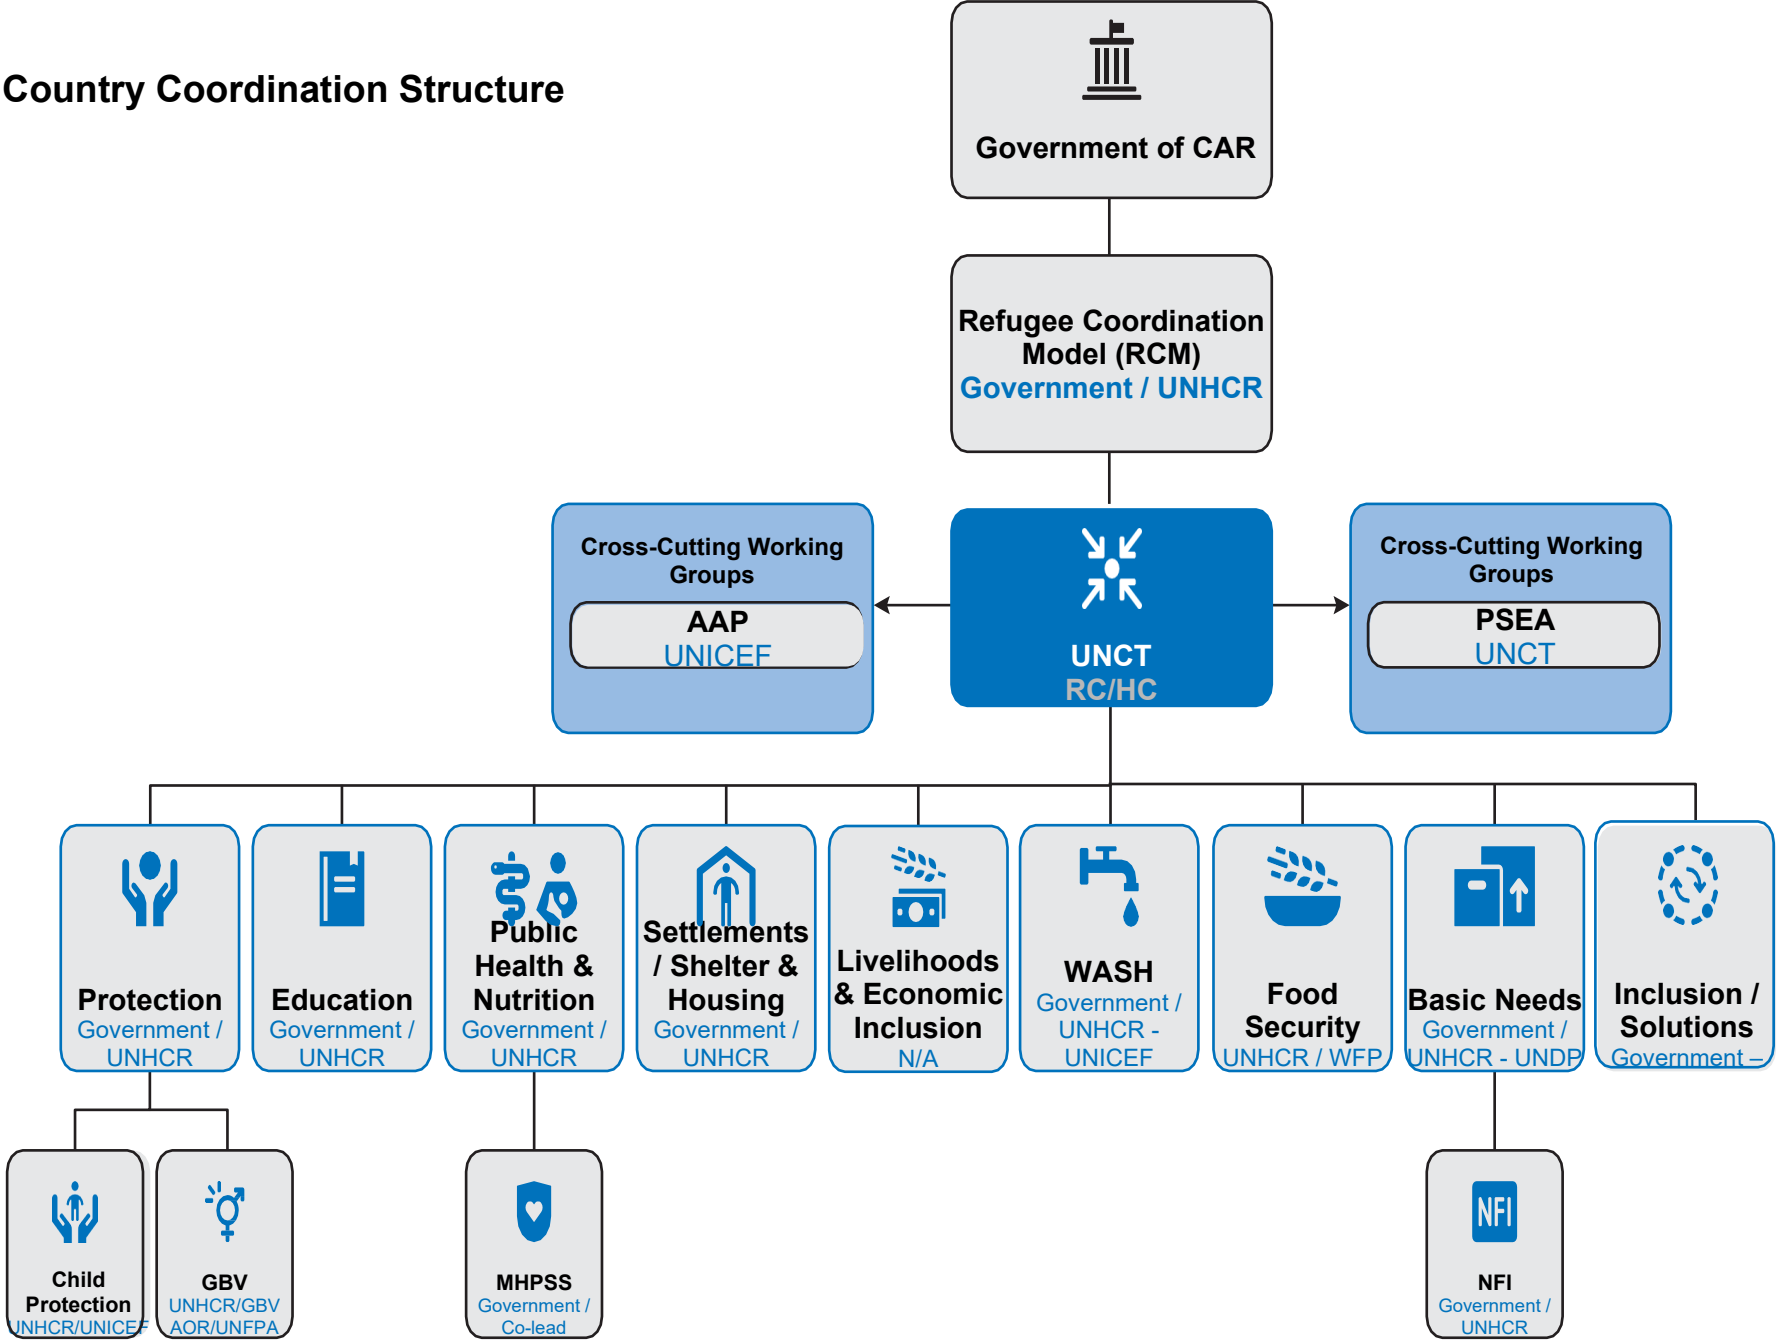 Country Coordination Structure
Government of CAR
Refugee Coordination
Model (RCM)
Government / UNHCR
Cross-Cutting Working
Groups
AAP
UNICEF
UNCT
RC/HC
Cross-Cutting Working
Groups
PSEA
UNCT
Protection
Government /
UNHCR
Education
Government /
UNHCR
Public
Health &
Nutrition
Government /
UNHCR
Settlements
/ Shelter &
Housing
Government /
UNHCR
Livelihoods
& Economic
Inclusion
N/A
WASH
Government /
UNHCR -
UNICEF
Food
Security
UNHCR / WFP
Basic Needs
Government /
UNHCR - UNDP
Inclusion /
Solutions
Government –
Child
Protection
UNHCR/UNICEF
GBV
UNHCR/GBV
AOR/UNFPA
MHPSS
Government /
Co-lead
NFI
NFI
Government /
UNHCR